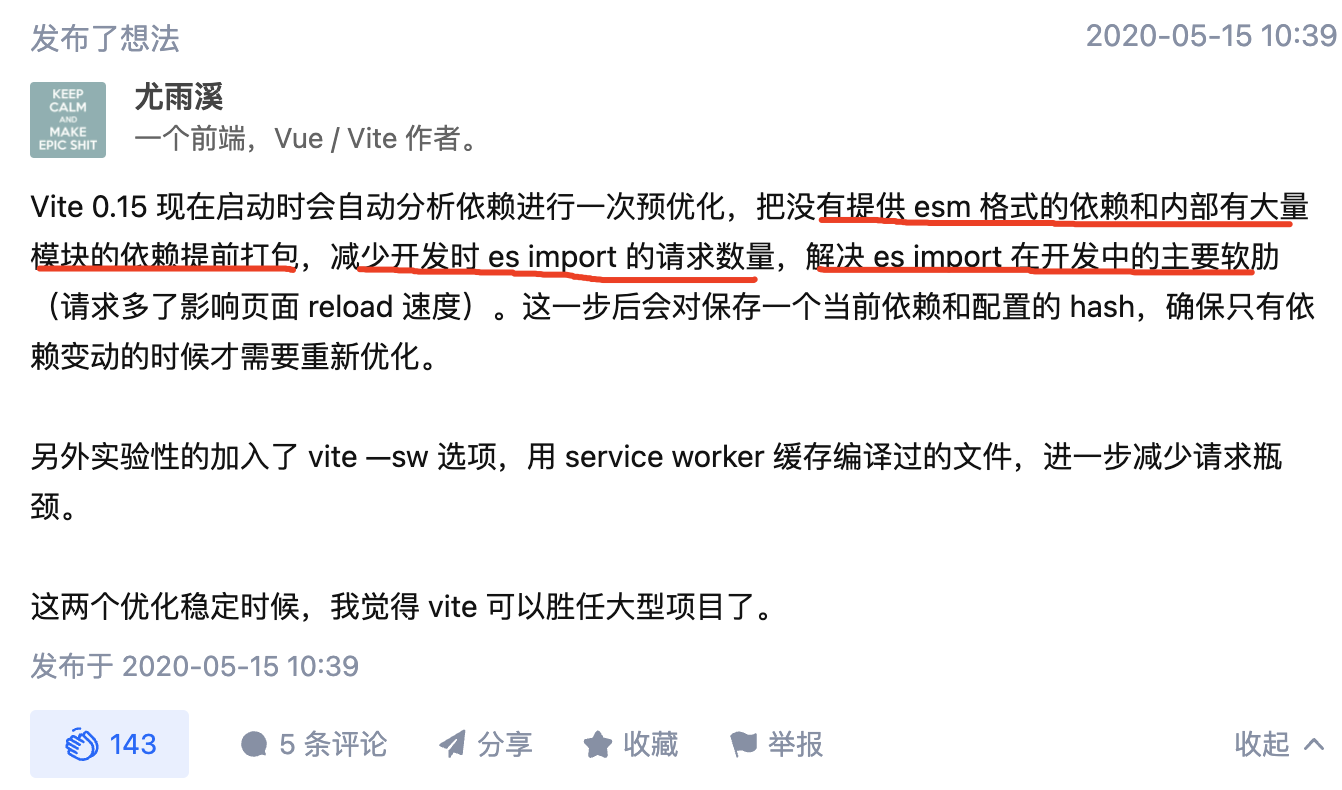 发布了想法
2020-05-15 10:39
KEEP
CALM
AND
MAKE
EPIC SHIT
尤雨溪
一个前端，Vue / Vite 作者。
Vite 0.15 现在启动时会自动分析依赖进行一次预优化，把没有提供 esm 格式的依赖和内部有大量
模块的依赖提前打包，减少开发时 es import 的请求数量，解决 es import 在开发中的主要软肋
（请求多了影响页面 reload 速度）。这一步后会对保存一个当前依赖和配置的 hash，确保只有依
赖变动的时候才需要重新优化。
另外实验性的加入了 vite —sw 选项，用 service worker 缓存编译过的文件，进一步减少请求瓶
颈。
这两个优化稳定时候，我觉得 vite 可以胜任大型项目了。
发布于 2020-05-15 10:39
143
5 条评论
分享
收藏
举报
收起